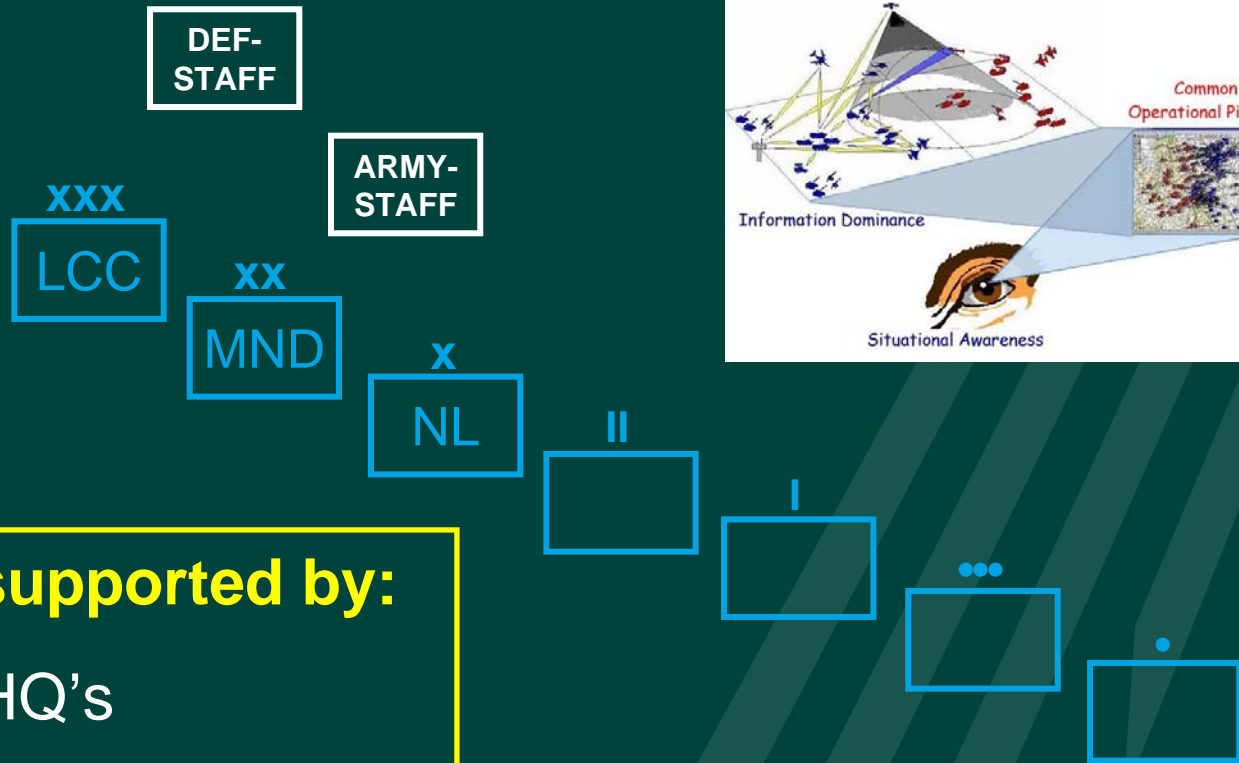 DEF-
STAFF
ARMY-
STAFF
xxx
LCC
xx
MND
x
NL
II
I
•••
•
Common
Operational Pi
Information Dominance
Situational Awareness
supported by:
HQ's